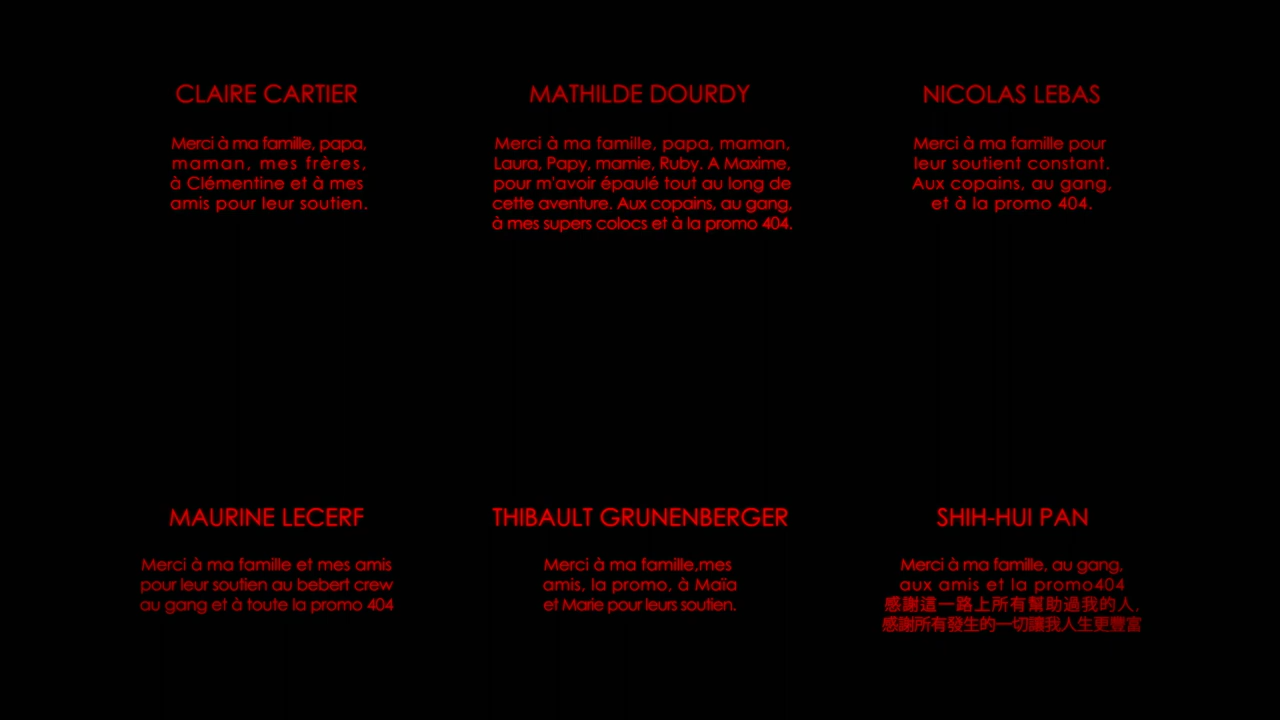 CLAIRE CARTIER
Merci à ma famille, papa,
maman, mes frères,
à Clémentine et à mes
amis pour leur soutien.
MATHILDE DOURDY
Merci à ma famille, papa, maman,
Laura, Papy, mamie, Ruby. A Maxime,
pour m'avoir épaulé tout au long de
cette aventure. Aux copains, au gang,
à mes supers colocs et à la promo 404.
NICOLAS LEBAS
Merci à ma famille pour
leur soutient constant.
Aux copains, au gang,
et à la promo 404.
MAURINE LECERF
Merci à ma famille et mes amis
pour leur soutien au bebert crew
au gang et à toute la promo 404
THIBAULT GRUNENBERGER
Merci à ma famille,mes
amis, la promo, à Maïa
et Marie pour leurs soutien.
SHIH-HUI PAN
Merci à ma famille, au gang,
aux amis et la promo404
感謝這一路上所有幫助過我的人,
感謝所有發生的一切讓我人生更豐富